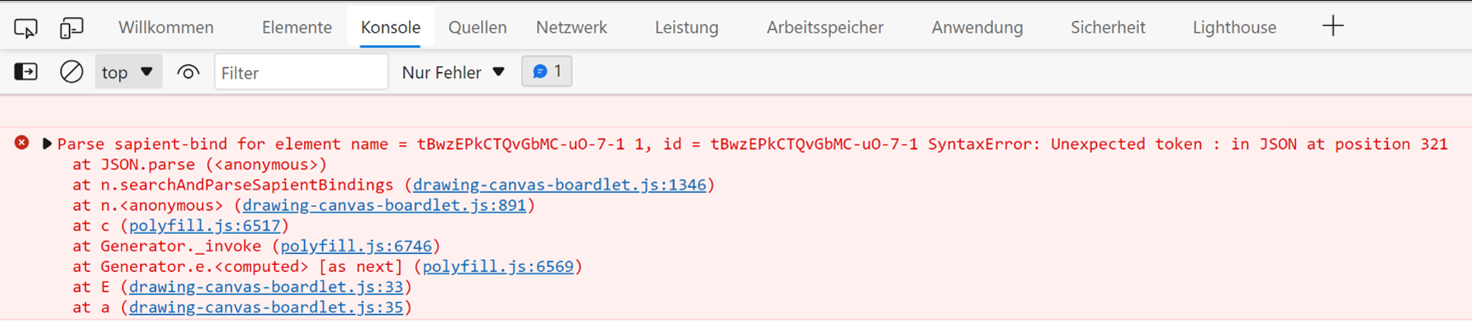 Willkommen Elemente Konsole Quellen Netzwerk Leistung Arbeitsspeicher Anwendung Sicherheit Lighthouse
top Filter Nur Fehler 1
Parse sapient-bind for element name = tBwzEPkCTQvGbMC-uO-7-1 1, id = tBwzEPkCTQvGbMC-uO-7-1 SyntaxError: Unexpected token : in JSON at position 321
at JSON.parse (<anonymous>)
at n.searchAndParseSapientBindings (drawing-canvas-boardlet.js:1346)
at n.<anonymous> (drawing-canvas-boardlet.js:891)
at c (polyfill.js:6517)
at Generator._invoke (polyfill.js:6746)
at Generator.e.<computed> [as next] (polyfill.js:6569)
at E (drawing-canvas-boardlet.js:33)
at a (drawing-canvas-boardlet.js:35)